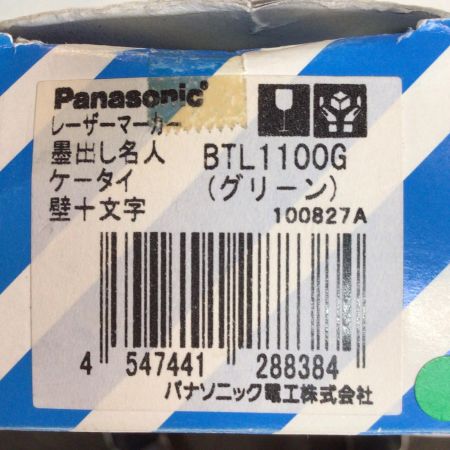 Panasonic
レーザーマーカー
墨出し名人
ケータイ
壁十文字
BTL1100G
(グリーン)
100827A
4 547441 288384
パナソニック電工株式会社